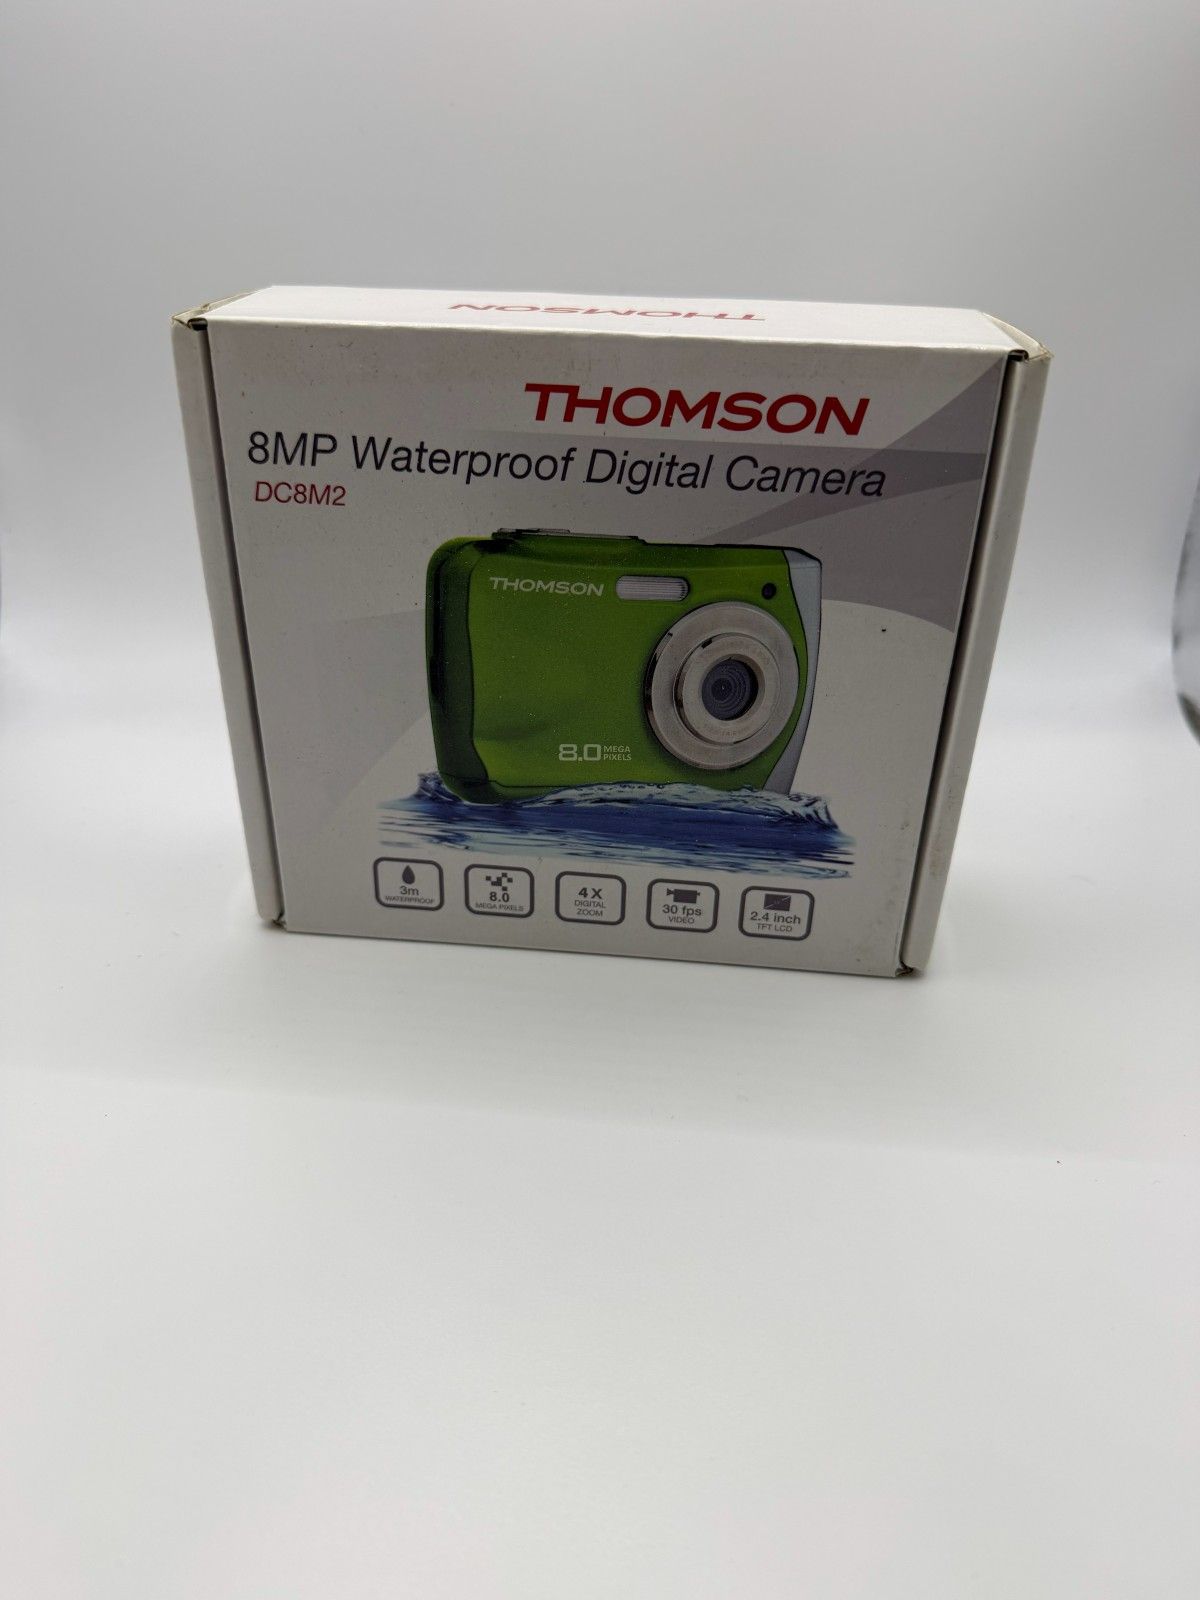 THOMSON
THOMSON
8MP Waterproof Digital Camera
DC8M2
THOMSON
8.0 MEGA
PIXELS
3m
WATERPROOF
8.0
MEGA PIXELS
4 X
DIGITAL
ZOOM
30 fps
VIDEO
2.4 inch
TFT LCD